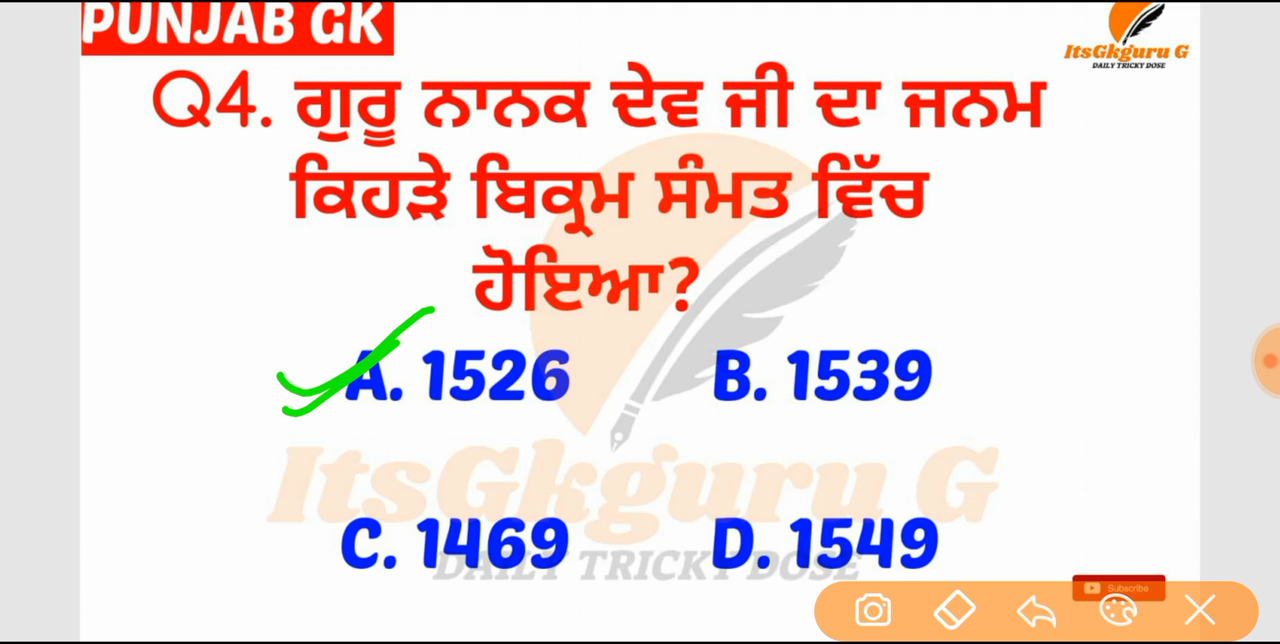 PUNJAB GK
ItsGkguru G
DAILY TRICKY DOSE
Q4. ਗੁਰੂ ਨਾਨਕ ਦੇਵ ਜੀ ਦਾ ਜਨਮ
ਕਿਹੜੇ ਬਿਕ੍ਰਮ ਸੰਮਤ ਵਿੱਚ
ਹੋਇਆ?
A. 1526 B. 1539
ItsGkguru G
C. 1469 D. 1549
DAILY TRICKY DOSE
Subscribe